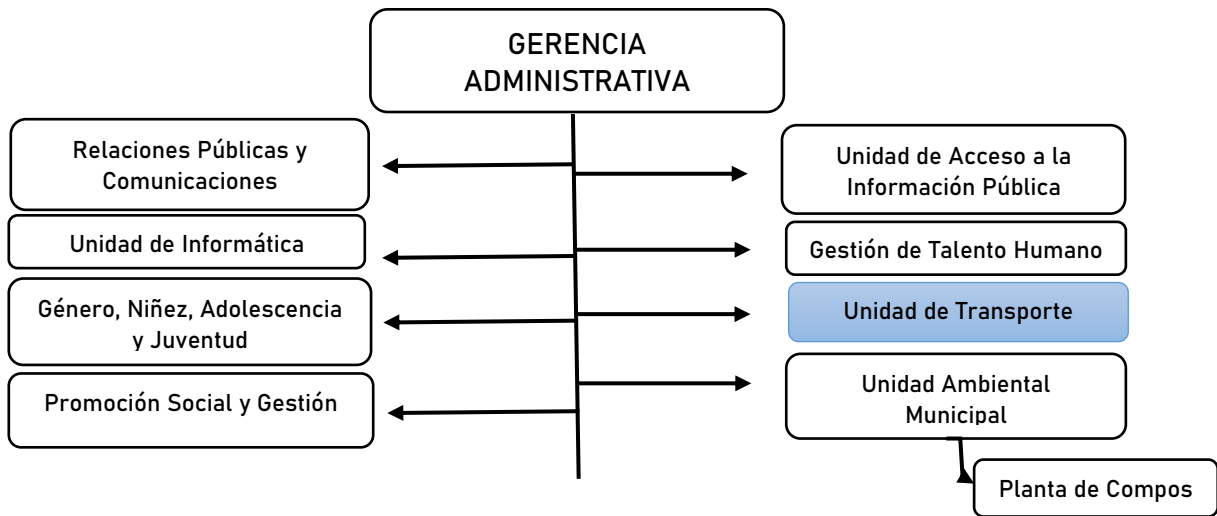 GERENCIA
ADMINISTRATIVA
Relaciones Públicas y
Comunicaciones
Unidad de Informática
Género, Niñez, Adolescencia
y Juventud
Promoción Social y Gestión
Unidad de Acceso a la
Información Pública
Gestión de Talento Humano
Unidad de Transporte
Unidad Ambiental
Municipal
Planta de Compos